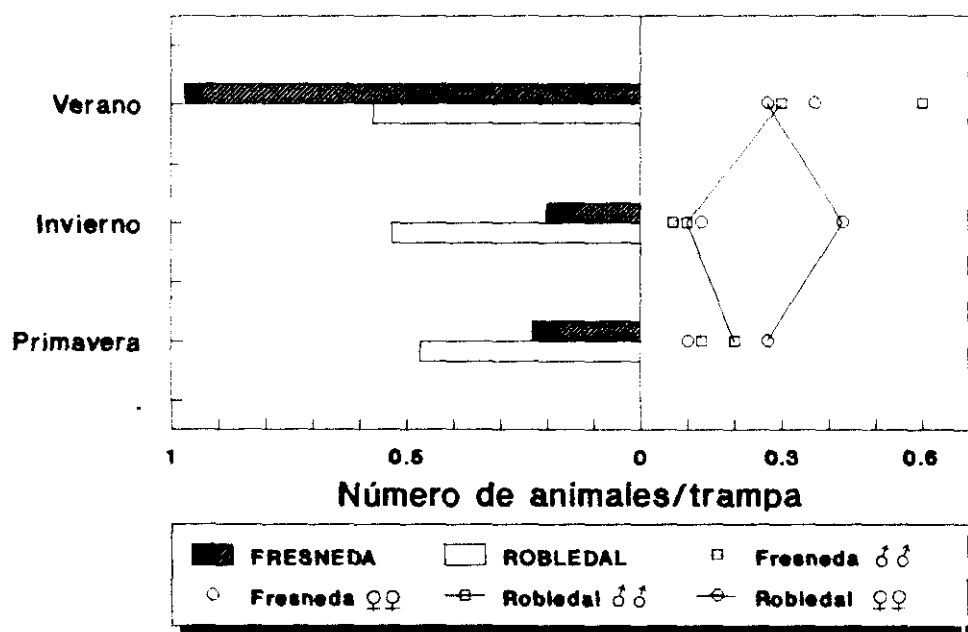 Verano
Invierno
Primavera
1 0.5 0 0.3 0.6
Número de animales/trampa
FRESNEDA ROBLEDAL Fresneda ♂♂
Fresneda ♀♀ Robledal ♂♂ Robledal ♀♀